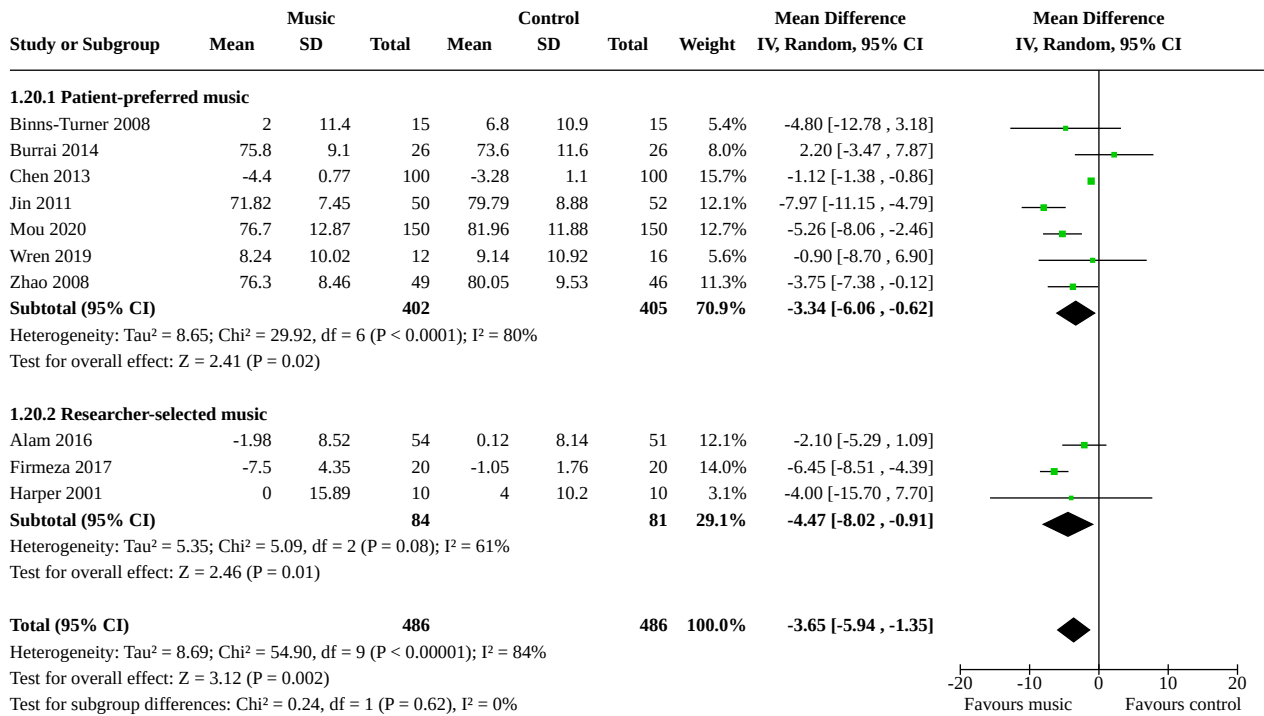 Music Control Mean Difference Mean Difference
Study or Subgroup Mean SD Total Mean SD Total Weight IV, Random, 95% CI IV, Random, 95% CI
1.20.1 Patient-preferred music
Binns-Turner 2008 2 11.4 15 6.8 10.9 15 5.4% -4.80 [-12.78 , 3.18]
Burrai 2014 75.8 9.1 26 73.6 11.6 26 8.0% 2.20 [-3.47 , 7.87]
Chen 2013 -4.4 0.77 100 -3.28 1.1 100 15.7% -1.12 [-1.38 , -0.86]
Jin 2011 71.82 7.45 50 79.79 8.88 52 12.1% -7.97 [-11.15 , -4.79]
Mou 2020 76.7 12.87 150 81.96 11.88 150 12.7% -5.26 [-8.06 , -2.46]
Wren 2019 8.24 10.02 12 9.14 10.92 16 5.6% -0.90 [-8.70 , 6.90]
Zhao 2008 76.3 8.46 49 80.05 9.53 46 11.3% -3.75 [-7.38 , -0.12]
Subtotal (95% CI) 402 405 70.9% -3.34 [-6.06 , -0.62]
Heterogeneity: Tau² = 8.65; Chi² = 29.92, df = 6 (P < 0.0001); I² = 80%
Test for overall effect: Z = 2.41 (P = 0.02)
1.20.2 Researcher-selected music
Alam 2016 -1.98 8.52 54 0.12 8.14 51 12.1% -2.10 [-5.29 , 1.09]
Firmeza 2017 -7.5 4.35 20 -1.05 1.76 20 14.0% -6.45 [-8.51 , -4.39]
Harper 2001 0 15.89 10 4 10.2 10 3.1% -4.00 [-15.70 , 7.70]
Subtotal (95% CI) 84 81 29.1% -4.47 [-8.02 , -0.91]
Heterogeneity: Tau² = 5.35; Chi² = 5.09, df = 2 (P = 0.08); I² = 61%
Test for overall effect: Z = 2.46 (P = 0.01)
Total (95% CI) 486 486 100.0% -3.65 [-5.94 , -1.35]
Heterogeneity: Tau² = 8.69; Chi² = 54.90, df = 9 (P < 0.00001); I² = 84%
Test for overall effect: Z = 3.12 (P = 0.002)
-20 -10 0 10 20
Test for subgroup differences: Chi² = 0.24, df = 1 (P = 0.62), I² = 0%
Favours music Favours control